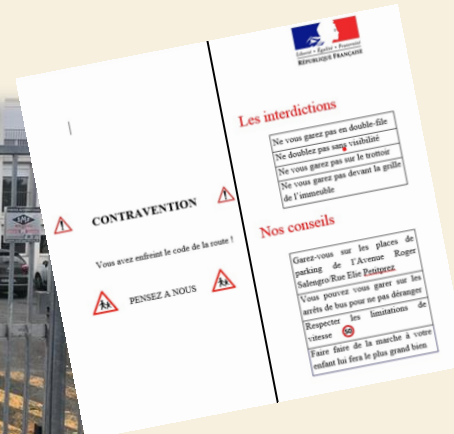 CONTRAVENTION
Vous avez enfreint le code de la route !
PENSEZ A NOUS
Liberté • Égalité • Fraternité
RÉPUBLIQUE FRANÇAISE
Les interdictions
Ne vous garez pas en double-file
Ne doublez pas sans visibilité
Ne vous garez pas sur le trottoir
Ne vous garez pas devant la grille
de l'immeuble
Nos conseils
Garez-vous sur les places de
parking de l'Avenue Roger
Salengro/Rue Elie Petitprez
Vous pouvez vous garer sur les
arrêts de bus pour ne pas déranger
Respecter les limitations de
vitesse 50
Faire faire de la marche à votre
enfant lui fera le plus grand bien